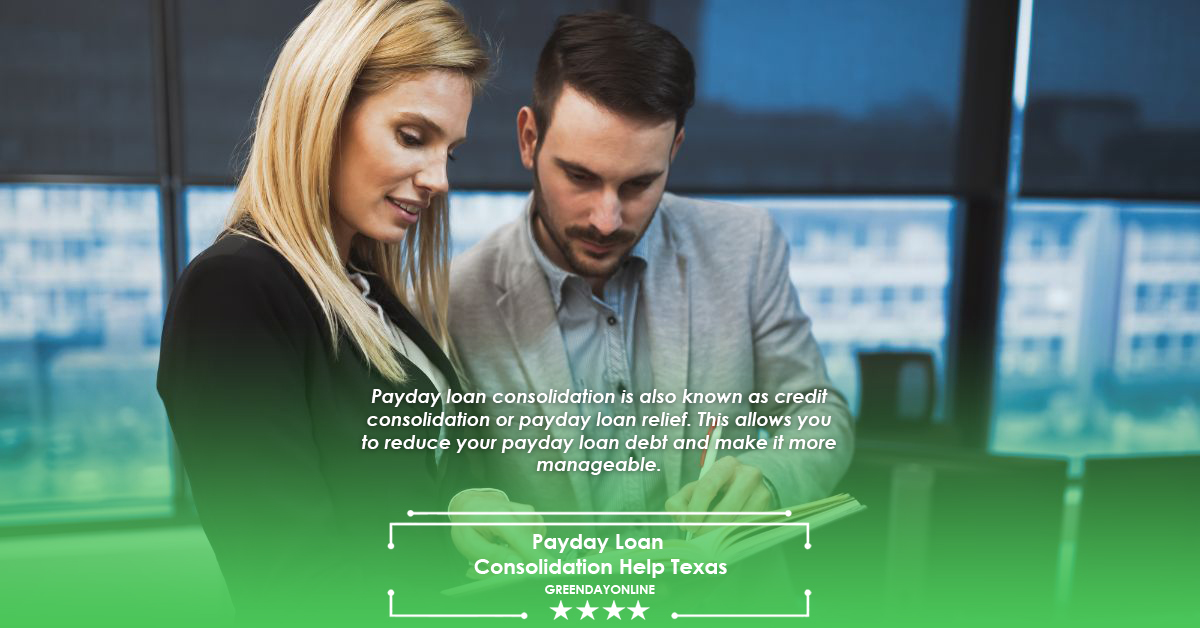 Payday loan consolidation is also known as credit
consolidation or payday loan relief. This allows you
to reduce your payday loan debt and make it more
manageable.
Payday Loan
Consolidation Help Texas
GREENDAYONLINE